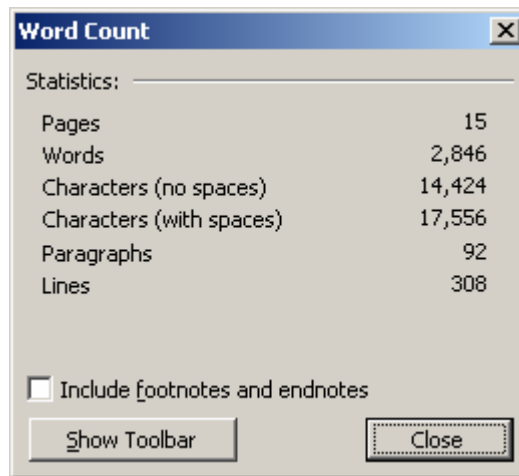 Word Count
Statistics:
Pages 15
Words 2,846
Characters (no spaces) 14,424
Characters (with spaces) 17,556
Paragraphs 92
Lines 308
Include footnotes and endnotes
Show Toolbar Close